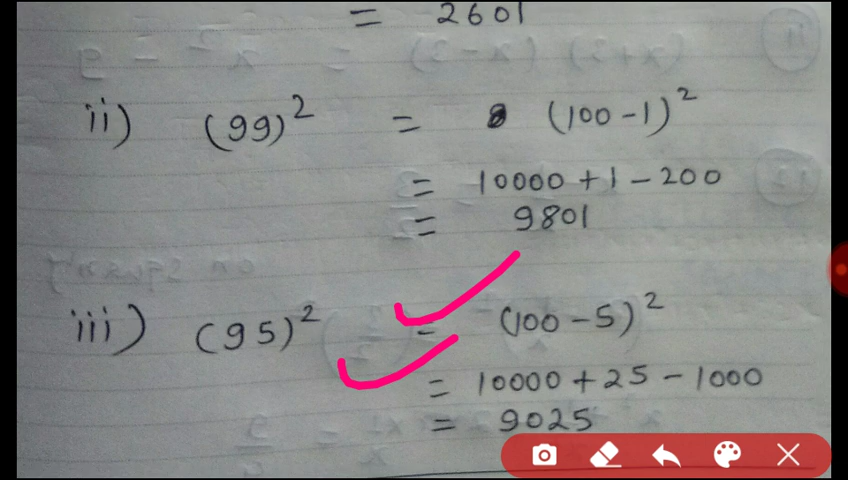 = 2601
ii) (99)² = (100-1)²
= 10000 + 1 - 200
= 9801
iii) (95)² = (100-5)²
= 10000 + 25 - 1000
= 9025